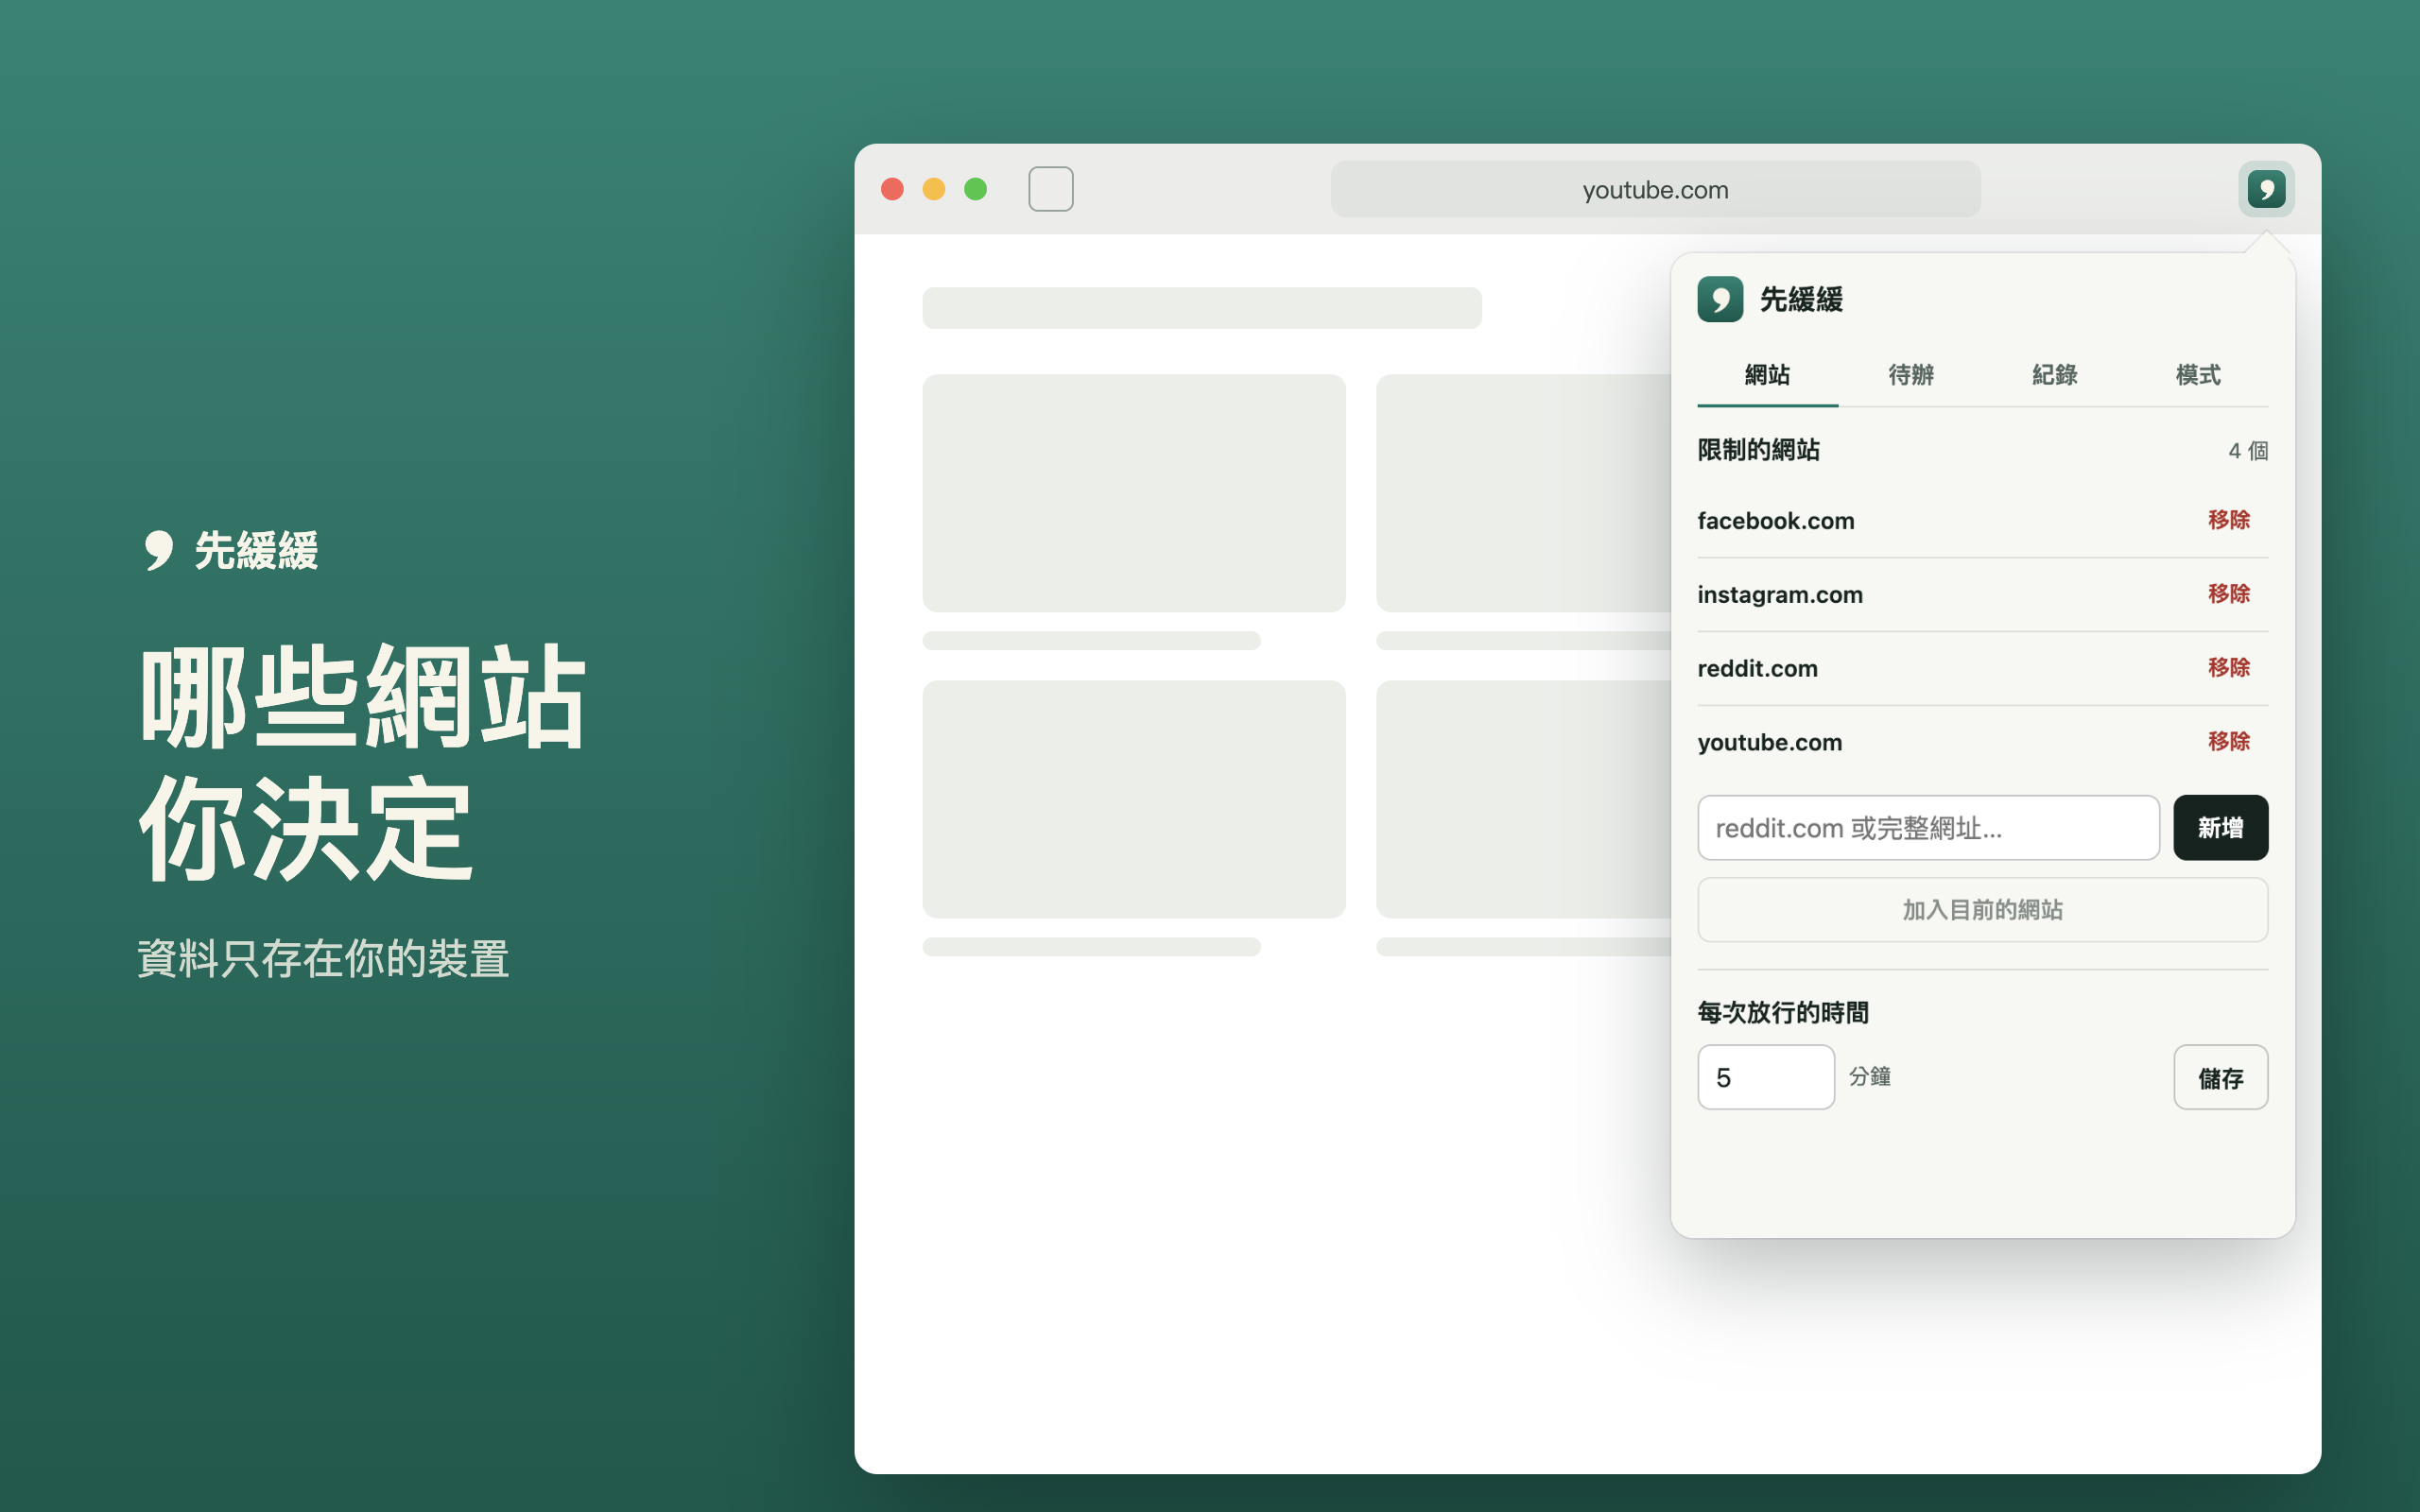 先緩緩
哪些網站
你決定
資料只存在你的裝置
youtube.com
先緩緩
網站 待辦 紀錄 模式
限制的網站 4 個
facebook.com 移除
instagram.com 移除
reddit.com 移除
youtube.com 移除
reddit.com 或完整網址... 新增
加入目前的網站
每次放行的時間
5 分鐘 儲存